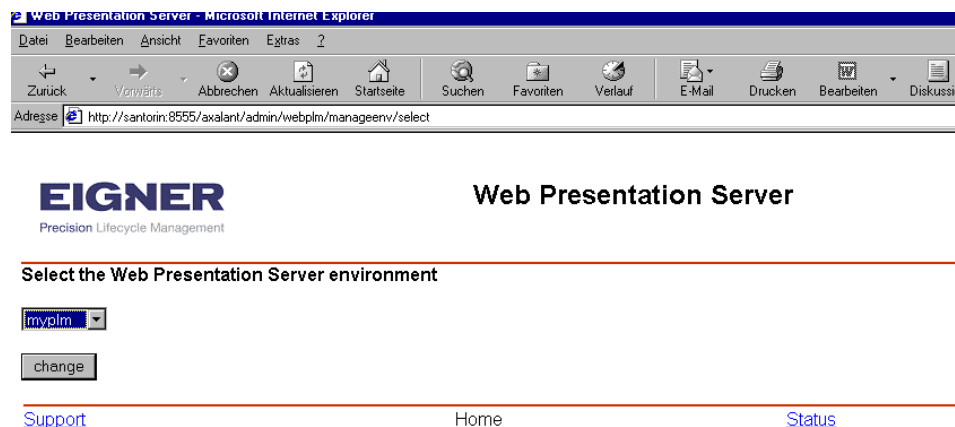 Web Presentation Server - Microsoft Internet Explorer
Datei Bearbeiten Ansicht Favoriten Extras ?
Zurück Vorwärts Abbrechen Aktualisieren Startseite Suchen Favoriten Verlauf E-Mail Drucken Bearbeiten Diskussi
Adresse http://santorin:8555/axalant/admin/webplm/manageenv/select
EIGNER Web Presentation Server
Precision Lifecycle Management
Select the Web Presentation Server environment
myplm
change
Support Home Status